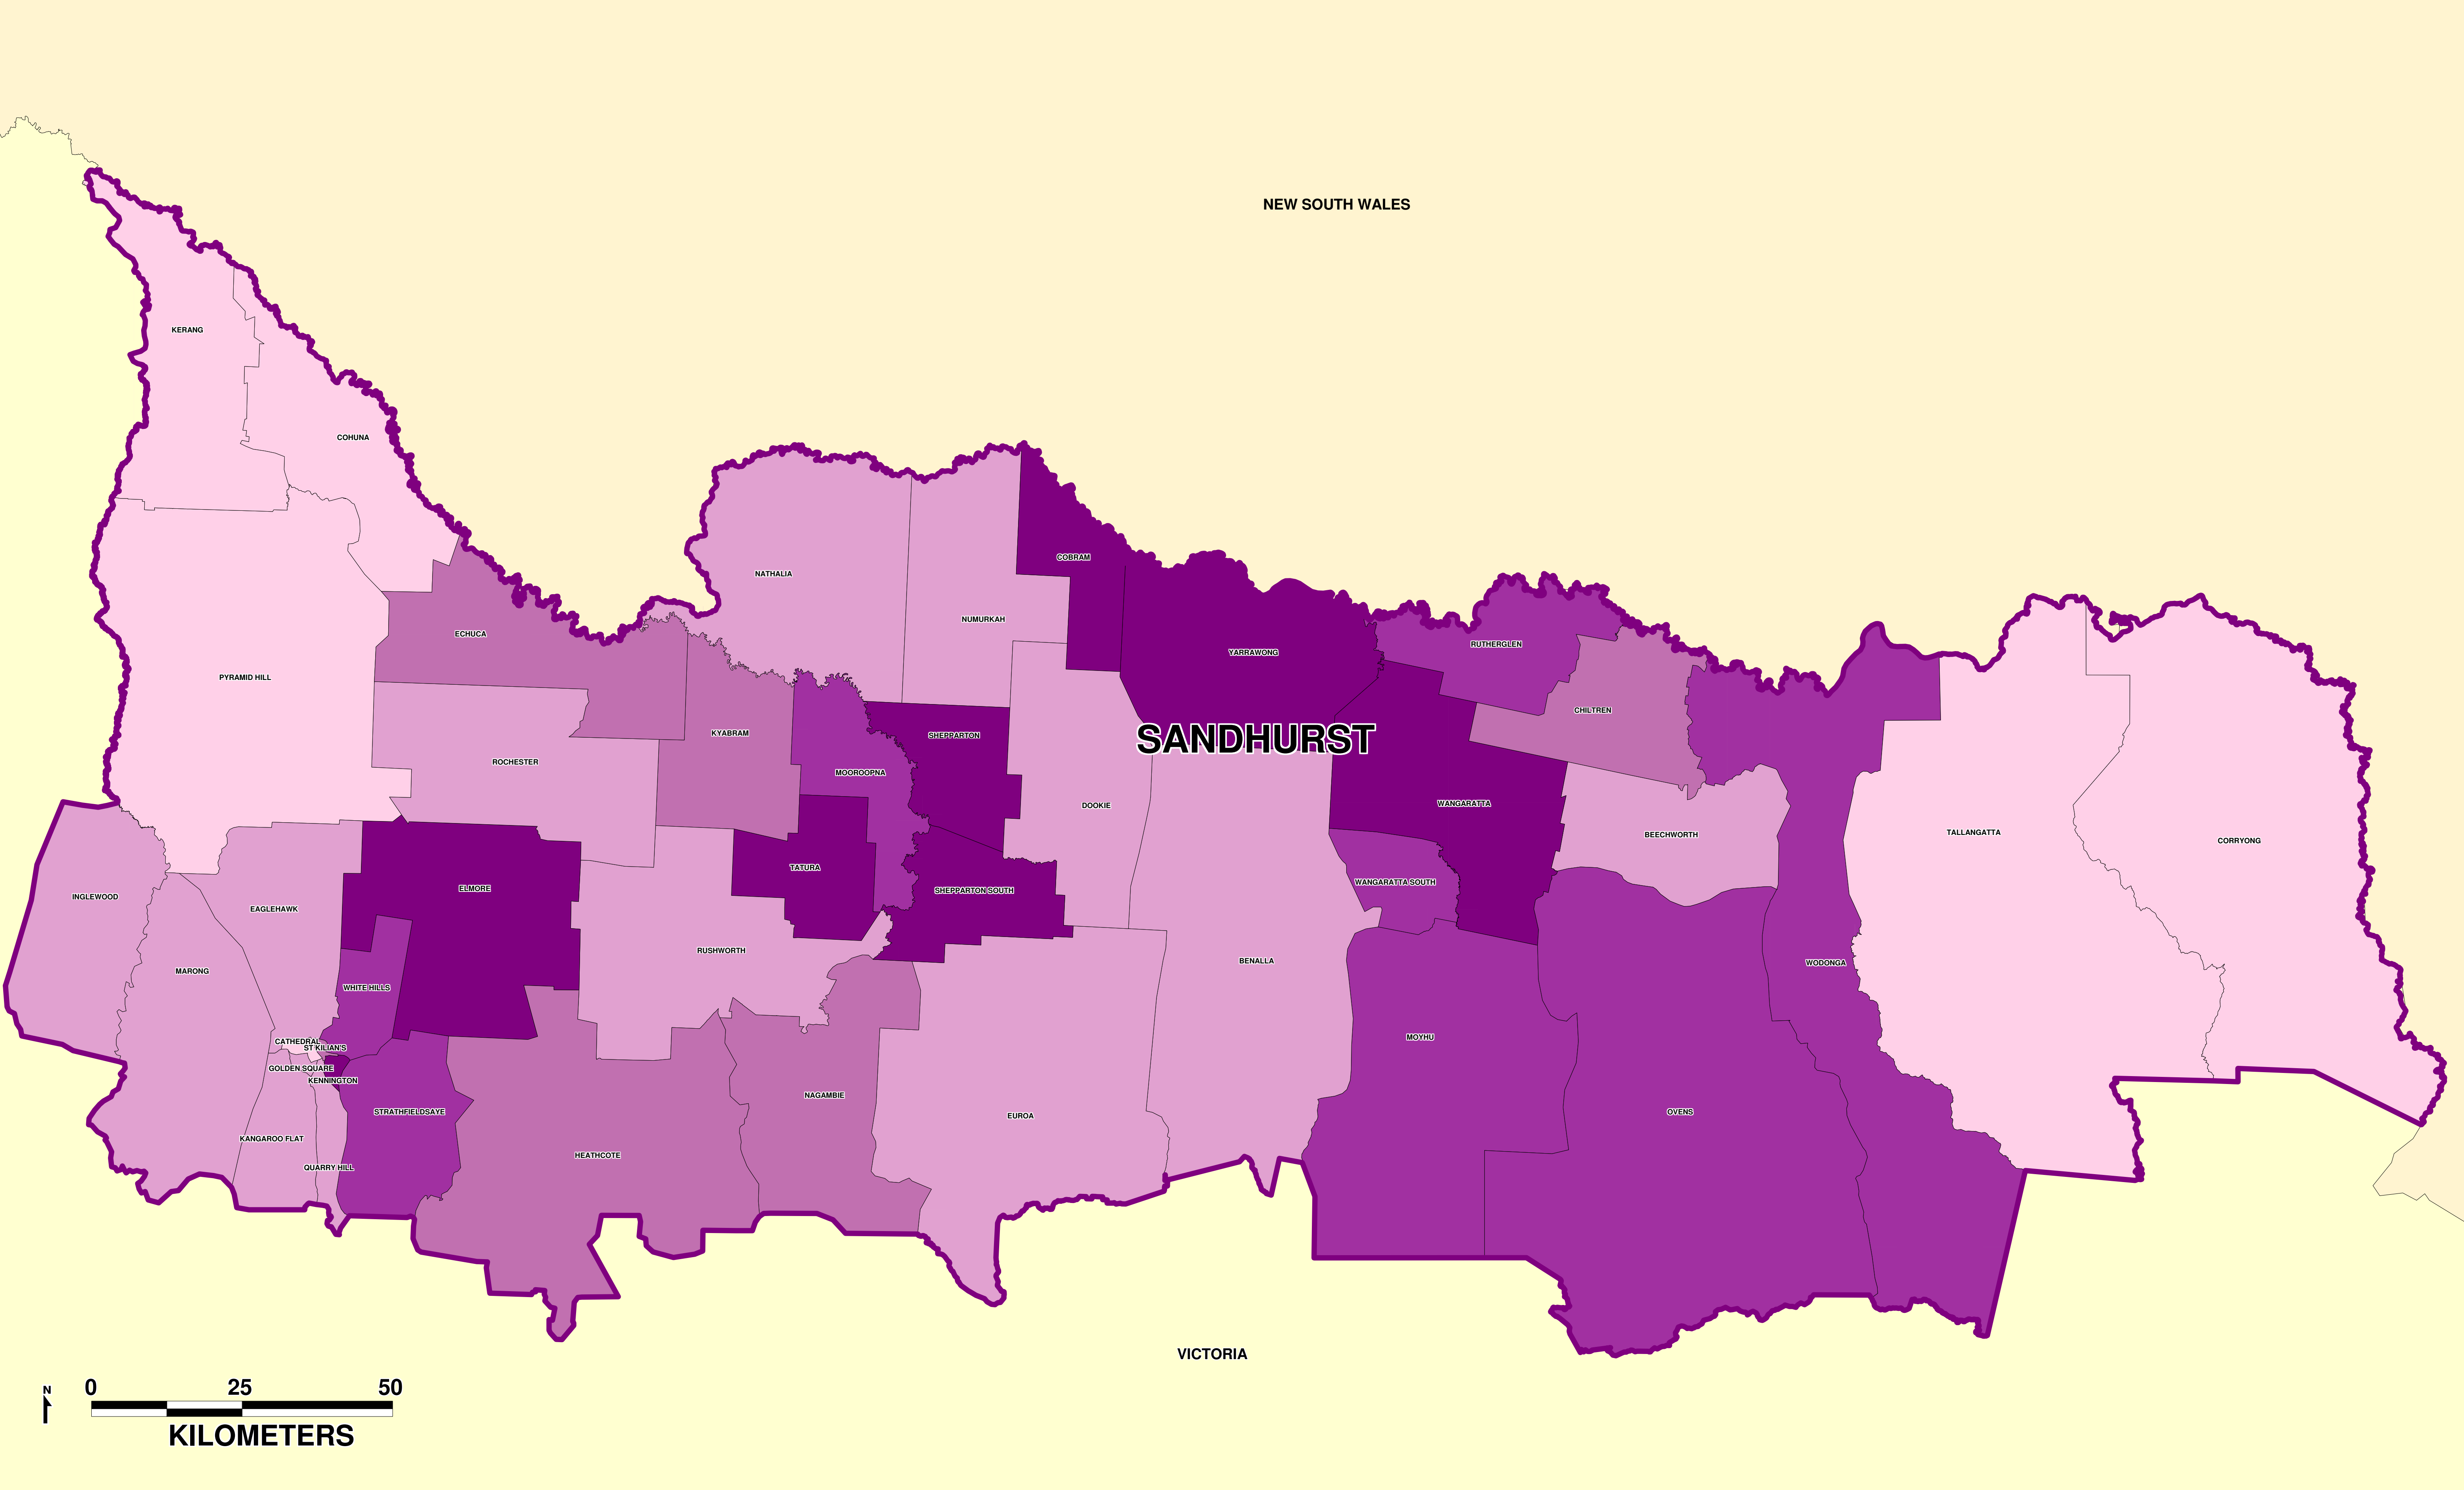 NEW SOUTH WALES
KERANG
COHUNA
COBRAM
NATHALIA
NUMURKAH
ECHUCA
RUTHERGLEN
YARRAWONG
PYRAMID HILL
CHILTREN
KYABRAM
SHEPPARTON
SANDHURST
ROCHESTER
MOOROOPNA
DOOKIE
WANGARATTA
BEECHWORTH
TALLANGATTA
CORRYONG
TATURA
WANGARATTA SOUTH
ELMORE
SHEPPARTON SOUTH
INGLEWOOD
EAGLEHAWK
RUSHWORTH
BENALLA
WODONGA
MARONG
WHITE HILLS
MOYHU
CATHEDRAL
ST KILIAN'S
GOLDEN SQUARE
KENNINGTON
NAGAMBIE
STRATHFIELDSAYE
EUROA
OVENS
KANGAROO FLAT
HEATHCOTE
QUARRY HILL
VICTORIA
N
0 25 50
KILOMETERS